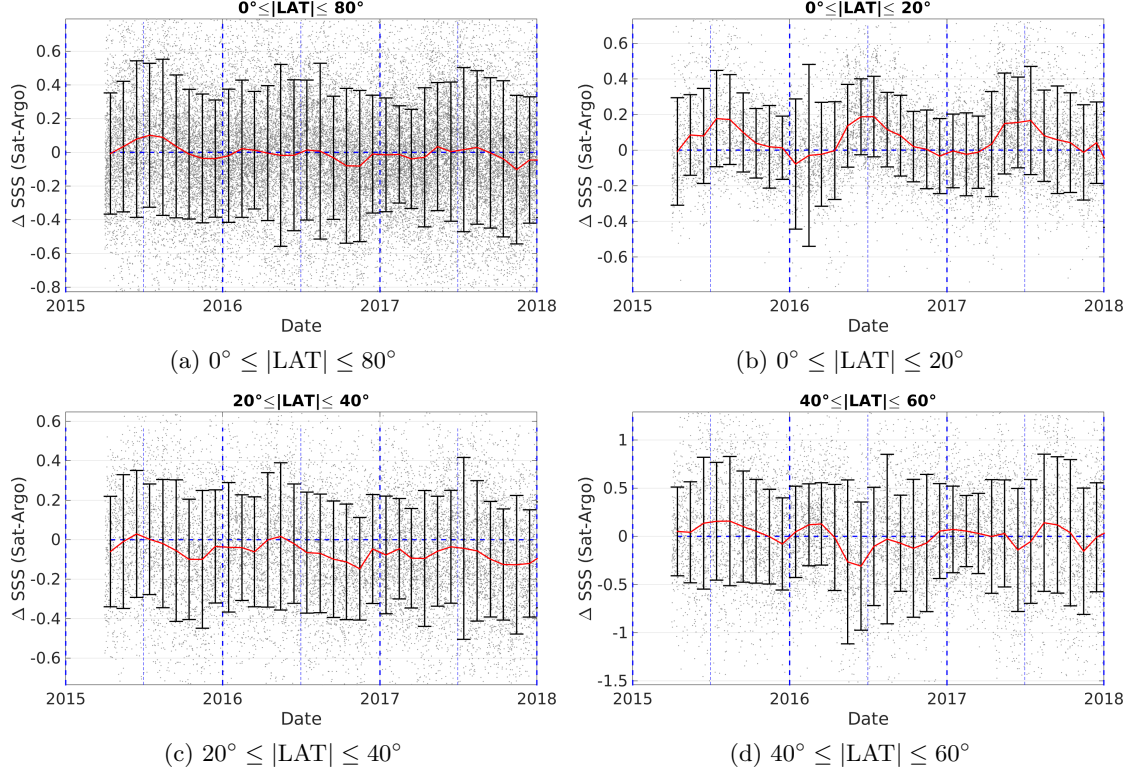 0°≤|LAT|≤ 80°
0°≤|LAT|≤ 20°
Δ SSS (Sat-Argo)
0.6
0.4
0.2
0
-0.2
-0.4
-0.6
-0.8
2015
2016
2017
2018
Date
Δ SSS (Sat-Argo)
0.6
0.4
0.2
0
-0.2
-0.4
-0.6
2015
2016
2017
2018
Date
(a) 0° ≤ |LAT| ≤ 80°
(b) 0° ≤ |LAT| ≤ 20°
20°≤|LAT|≤ 40°
40°≤|LAT|≤ 60°
Δ SSS (Sat-Argo)
0.6
0.4
0.2
0
-0.2
-0.4
-0.6
2015
2016
2017
2018
Date
Δ SSS (Sat-Argo)
1
0.5
0
-0.5
-1
-1.5
2015
2016
2017
2018
Date
(c) 20° ≤ |LAT| ≤ 40°
(d) 40° ≤ |LAT| ≤ 60°